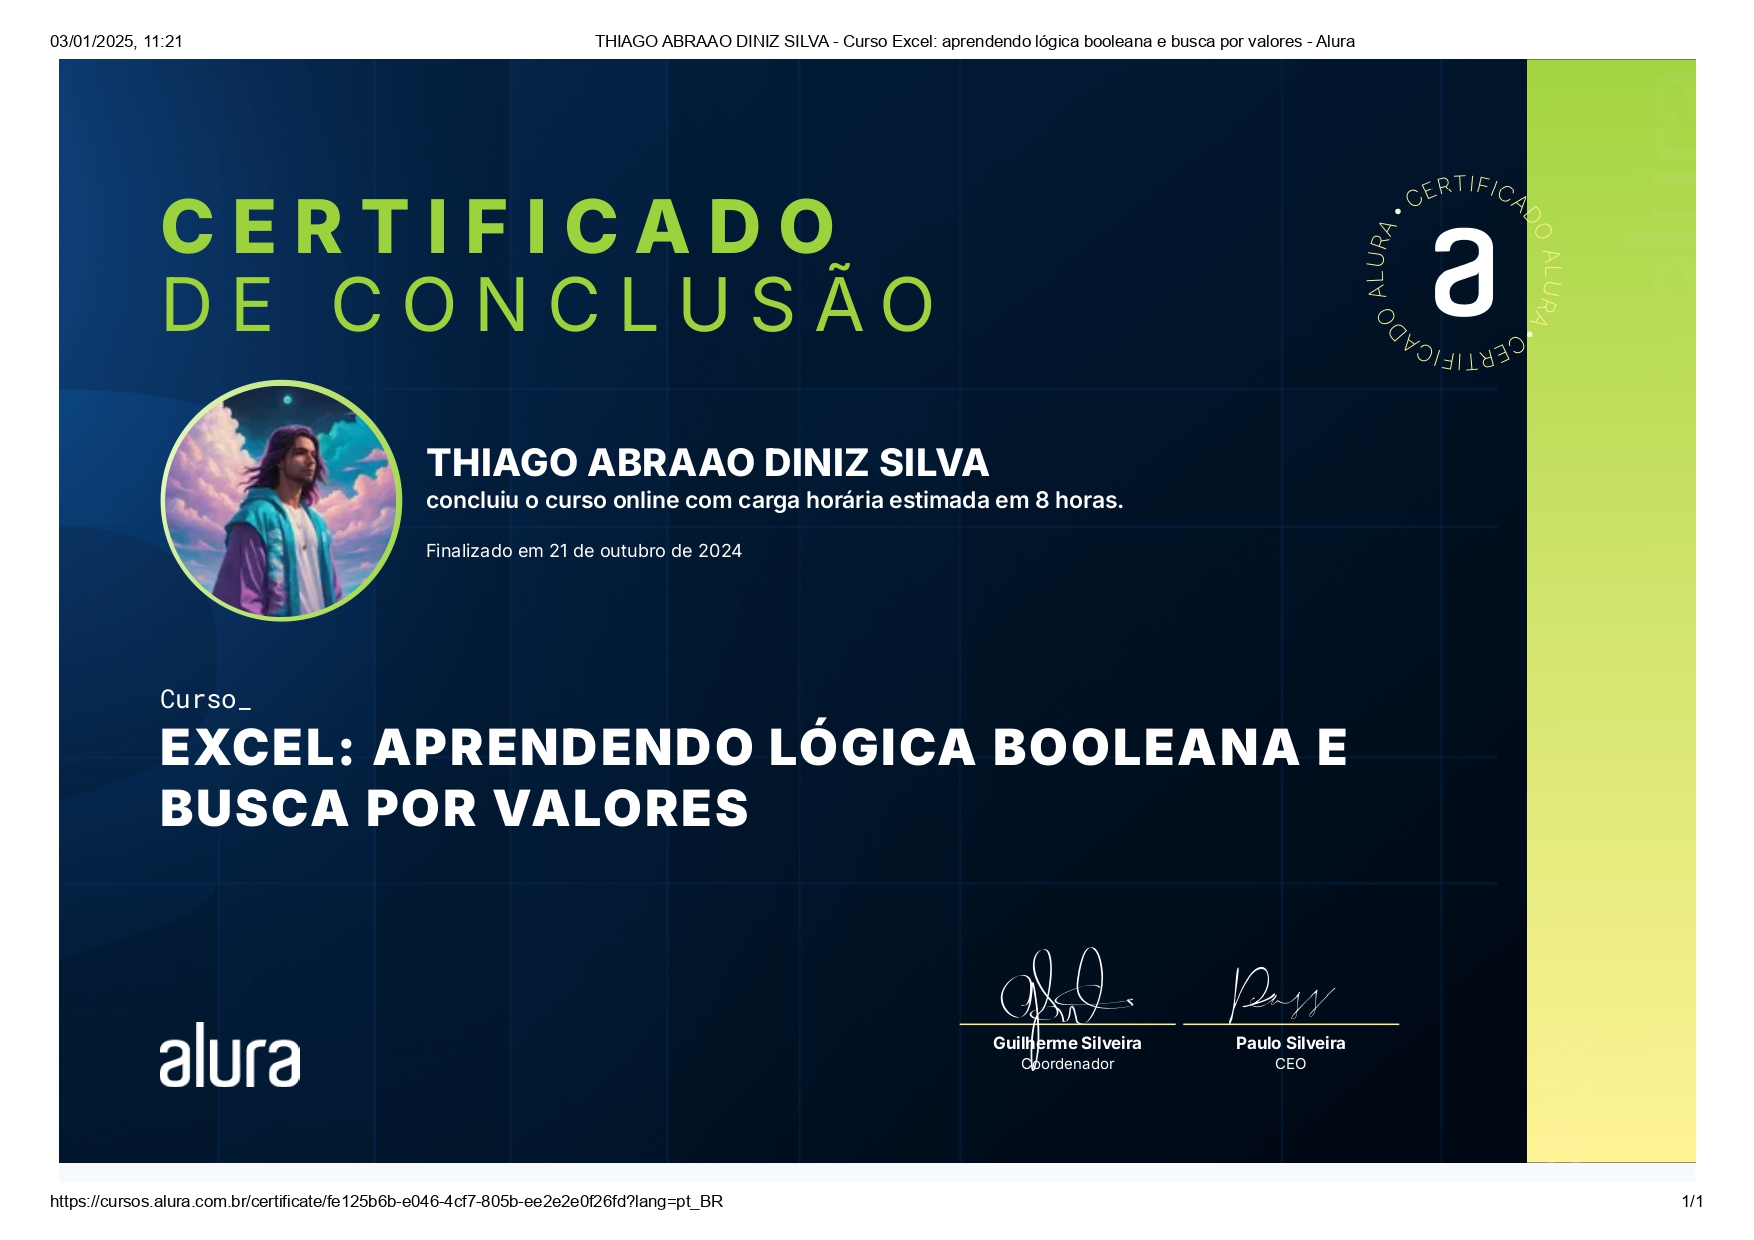 03/01/2025, 11:21
THIAGO ABRAAO DINIZ SILVA - Curso Excel: aprendendo lógica booleana e busca por valores - Alura
CERTIFICADO
DE CONCLUSÃO
CERTIFICADO ALURA • CERTIFICADO ALURA •
a
THIAGO ABRAAO DINIZ SILVA
concluiu o curso online com carga horária estimada em 8 horas.
Finalizado em 21 de outubro de 2024
Curso_
EXCEL: APRENDENDO LÓGICA BOOLEANA E
BUSCA POR VALORES
Guilherme Silveira
Coordenador
Paulo Silveira
CEO
alura
https://cursos.alura.com.br/certificate/fe125b6b-e046-4cf7-805b-ee2e2e0f26fd?lang=pt_BR
1/1